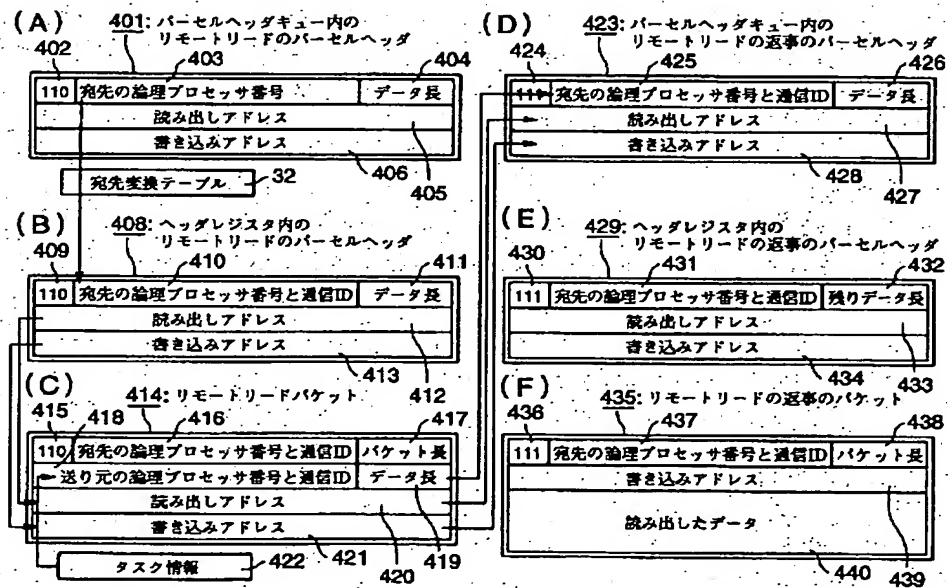 (A) 401: パーセルヘッダキュー内の
リモートリードのパーセルヘッダ
402 403 404
110 宛先の論理プロセッサ番号 データ長
読み出しアドレス
書き込みアドレス
406 405
宛先変換テーブル 32
(B) 408: ヘッダレジスタ内の
リモートリードのパーセルヘッダ
409 410 411
110 宛先の論理プロセッサ番号と通信ID データ長
読み出しアドレス
書き込みアドレス
413 412
(C) 414: リモートリードパケット
415 418 416 417
110 宛先の論理プロセッサ番号と通信ID パケット長
送り元の論理プロセッサ番号と通信ID データ長
読み出しアドレス
書き込みアドレス
421 420 419
タスク情報 422
(D) 423: パーセルヘッダキュー内の
リモートリードの返事のパーセルヘッダ
424 425 426
111 宛先の論理プロセッサ番号と通信ID データ長
読み出しアドレス
書き込みアドレス
428 427
(E) 429: ヘッダレジスタ内の
リモートリードの返事のパーセルヘッダ
430 431 432
111 宛先の論理プロセッサ番号と通信ID 残りデータ長
読み出しアドレス
書き込みアドレス
434 433
(F) 435: リモートリードの返事のパケット
436 437 438
111 宛先の論理プロセッサ番号と通信ID パケット長
書き込みアドレス
読み出したデータ
440 439